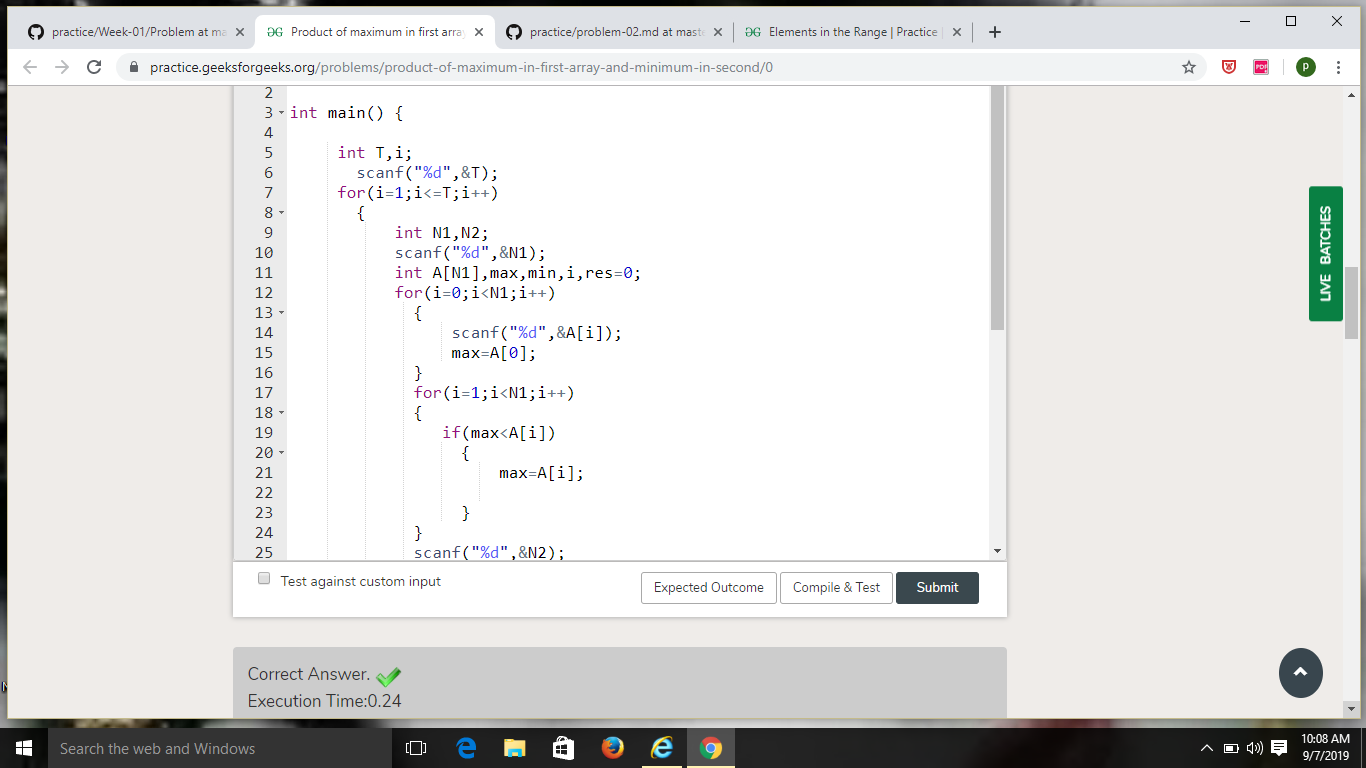 practice/Week-01/Problem at ma
Product of maximum in first array
practice/problem-02.md at maste
Elements in the Range | Practice |
practice.geeksforgeeks.org/problems/product-of-maximum-in-first-array-and-minimum-in-second/0
PDF
P
2
3 int main() {
4
5 int T,i;
6 scanf("%d",&T);
7 for(i=1;i<=T;i++)
8 {
9 int N1,N2;
10 scanf("%d",&N1);
11 int A[N1],max,min,i,res=0;
12 for(i=0;i<N1;i++)
13 {
14 scanf("%d",&A[i]);
15 max=A[0];
16 }
17 for(i=1;i<N1;i++)
18 {
19 if(max<A[i])
20 {
21 max=A[i];
22
23 }
24 }
25 scanf("%d",&N2);
LIVE BATCHES
Test against custom input
Expected Outcome
Compile & Test
Submit
Correct Answer.
Execution Time:0.24
Search the web and Windows
10:08 AM
9/7/2019